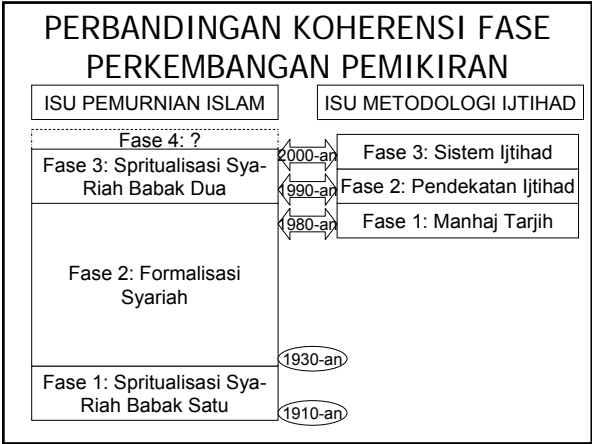 PERBANDINGAN KOHERENSI FASE
PERKEMBANGAN PEMIKIRAN
ISU PEMURNIAN ISLAM
ISU METODOLOGI IJTIHAD
Fase 4: ?
Fase 3: Spritualisasi Sya-
Riah Babak Dua
Fase 2: Formalisasi
Syariah
Fase 1: Spritualisasi Sya-
Riah Babak Satu
2000-an
1990-an
1980-an
1930-an
1910-an
Fase 3: Sistem Ijtihad
Fase 2: Pendekatan Ijtihad
Fase 1: Manhaj Tarjih